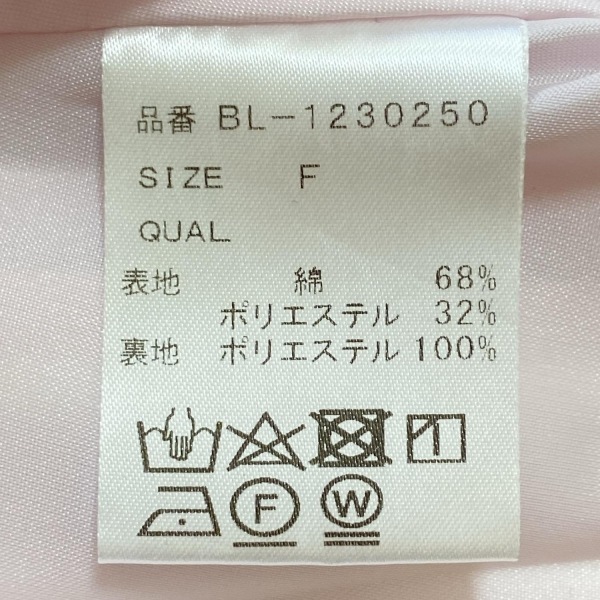 品番 BL-1230250
SIZE F
QUAL
表地 綿 68%
ポリエステル 32%
裏地 ポリエステル 100%
F W